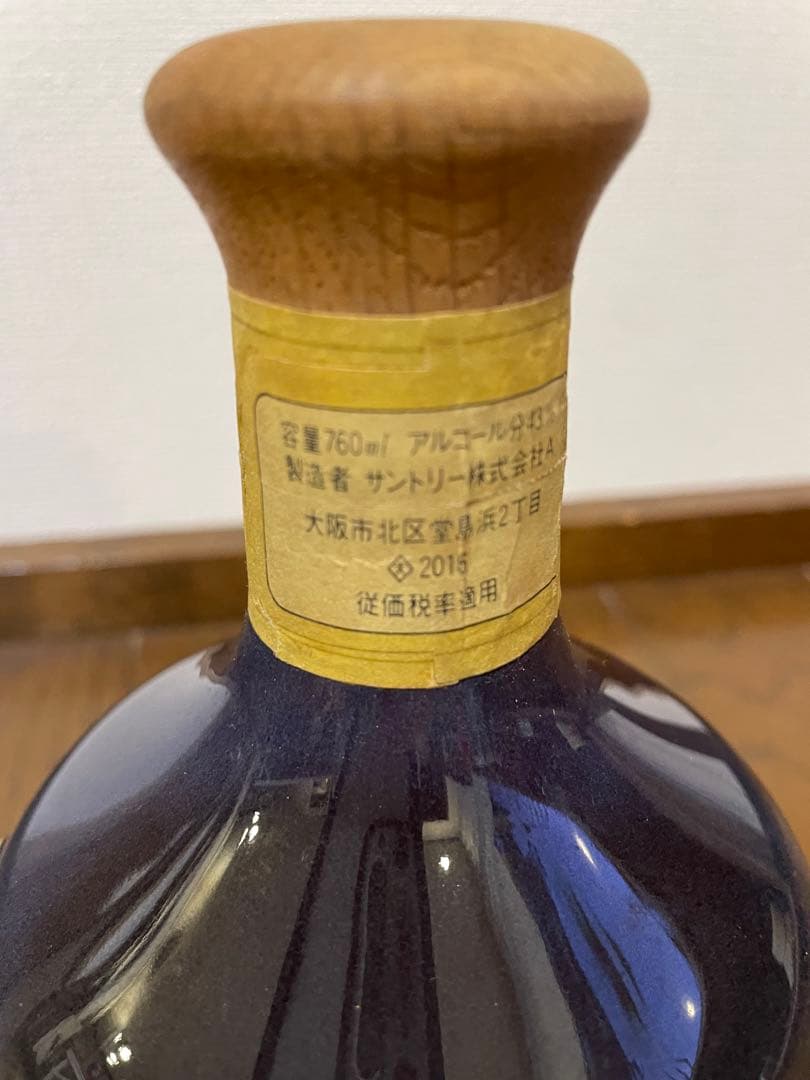 容量760ml アルコール分43%
製造者 サントリー株式会社A
大阪市北区堂島浜2丁目
2016
従価税率適用